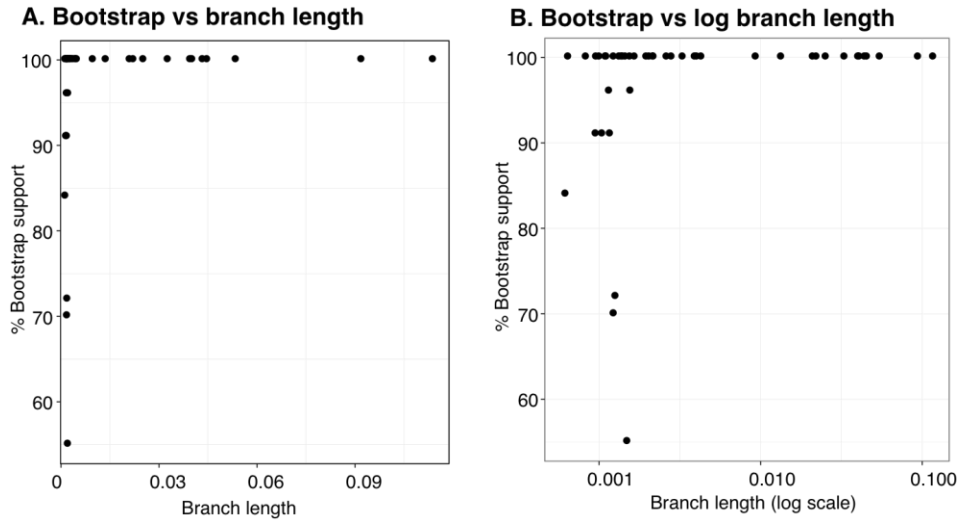 A. Bootstrap vs branch length
100
90
80
70
60
% Bootstrap support
0 0.03 0.06 0.09
Branch length
B. Bootstrap vs log branch length
100
90
80
70
60
% Bootstrap support
0.001 0.010 0.100
Branch length (log scale)